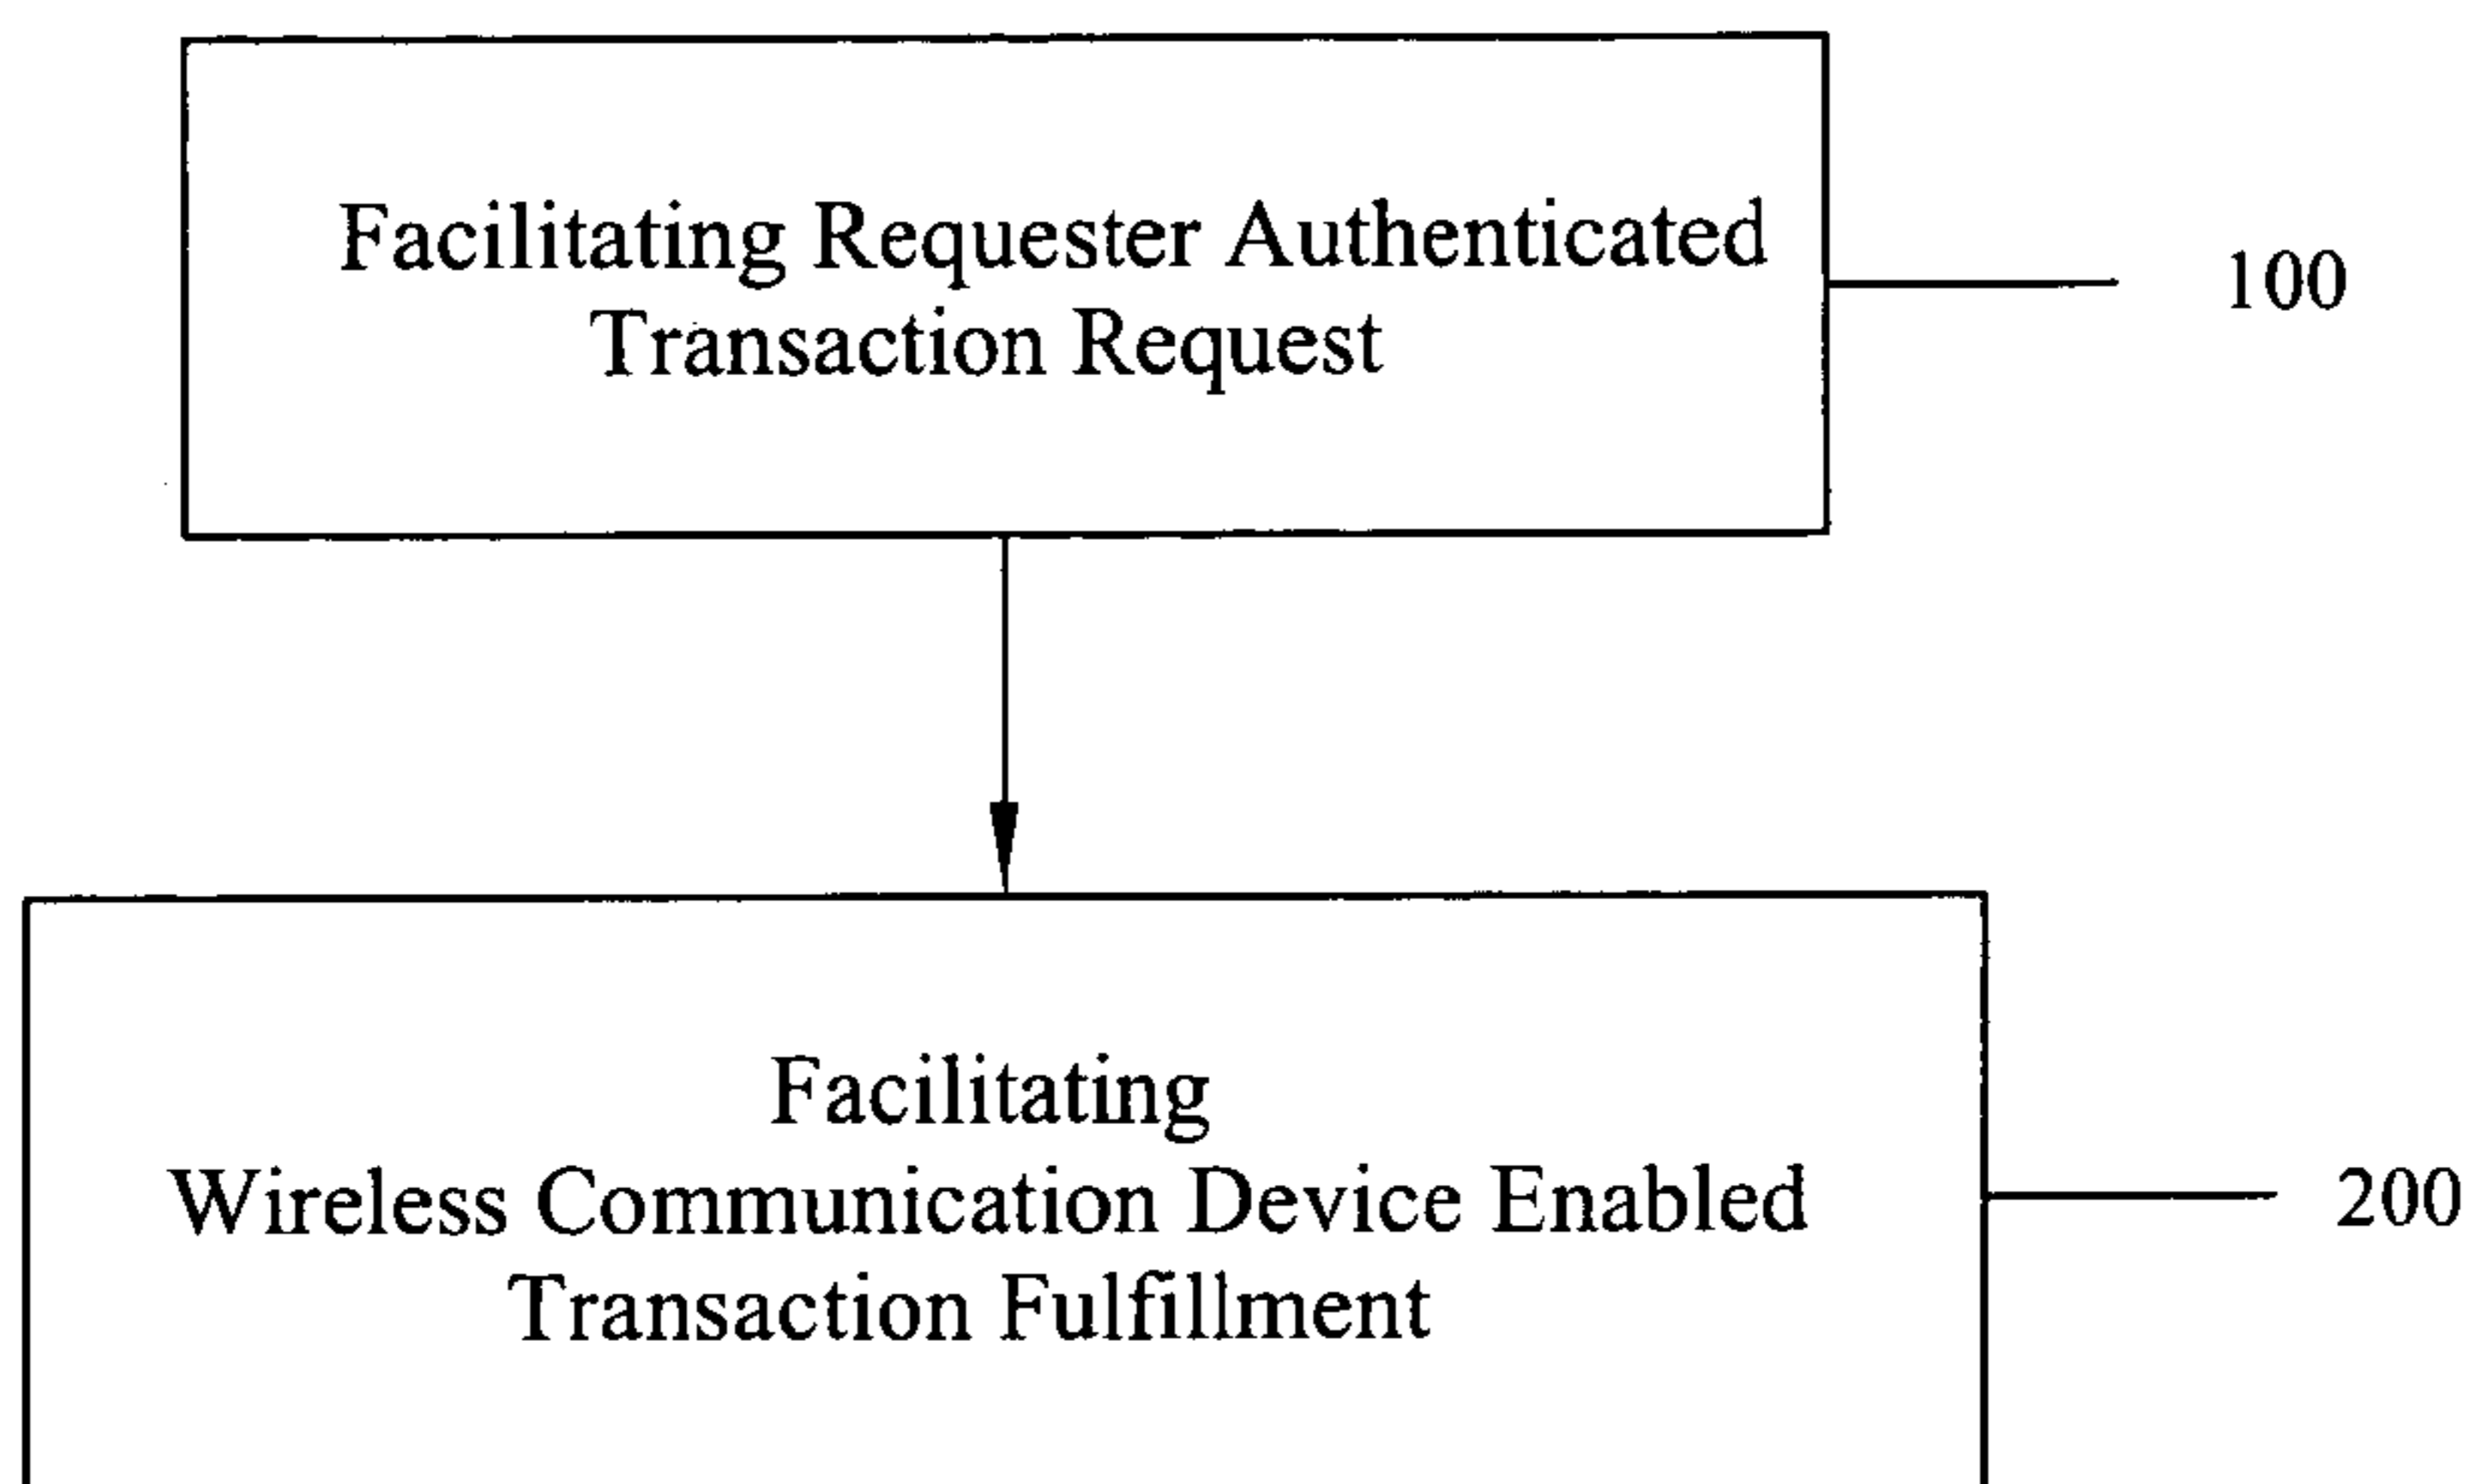 Facilitating Requester Authenticated
Transaction Request
100
Facilitating
Wireless Communication Device Enabled
Transaction Fulfillment
200